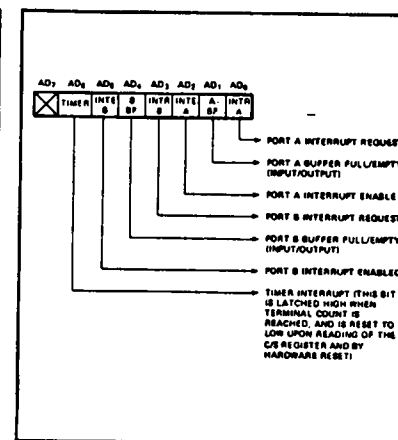 AD7 AD6 AD5 AD4 AD3 AD2 AD1 AD0
TIMER INTE B B BF INTR B INTE A A- BF INTR A
PORT A INTERRUPT REQUEST
PORT A BUFFER FULL/EMPTY
(INPUT/OUTPUT)
PORT A INTERRUPT ENABLE
PORT B INTERRUPT REQUEST
PORT B BUFFER FULL/EMPTY
(INPUT/OUTPUT)
PORT B INTERRUPT ENABLED
TIMER INTERRUPT (THIS BIT
IS LATCHED HIGH WHEN
TERMINAL COUNT IS
REACHED, AND IS RESET TO
LOW UPON READING OF THE
C/S REGISTER AND BY
HARDWARE RESET)